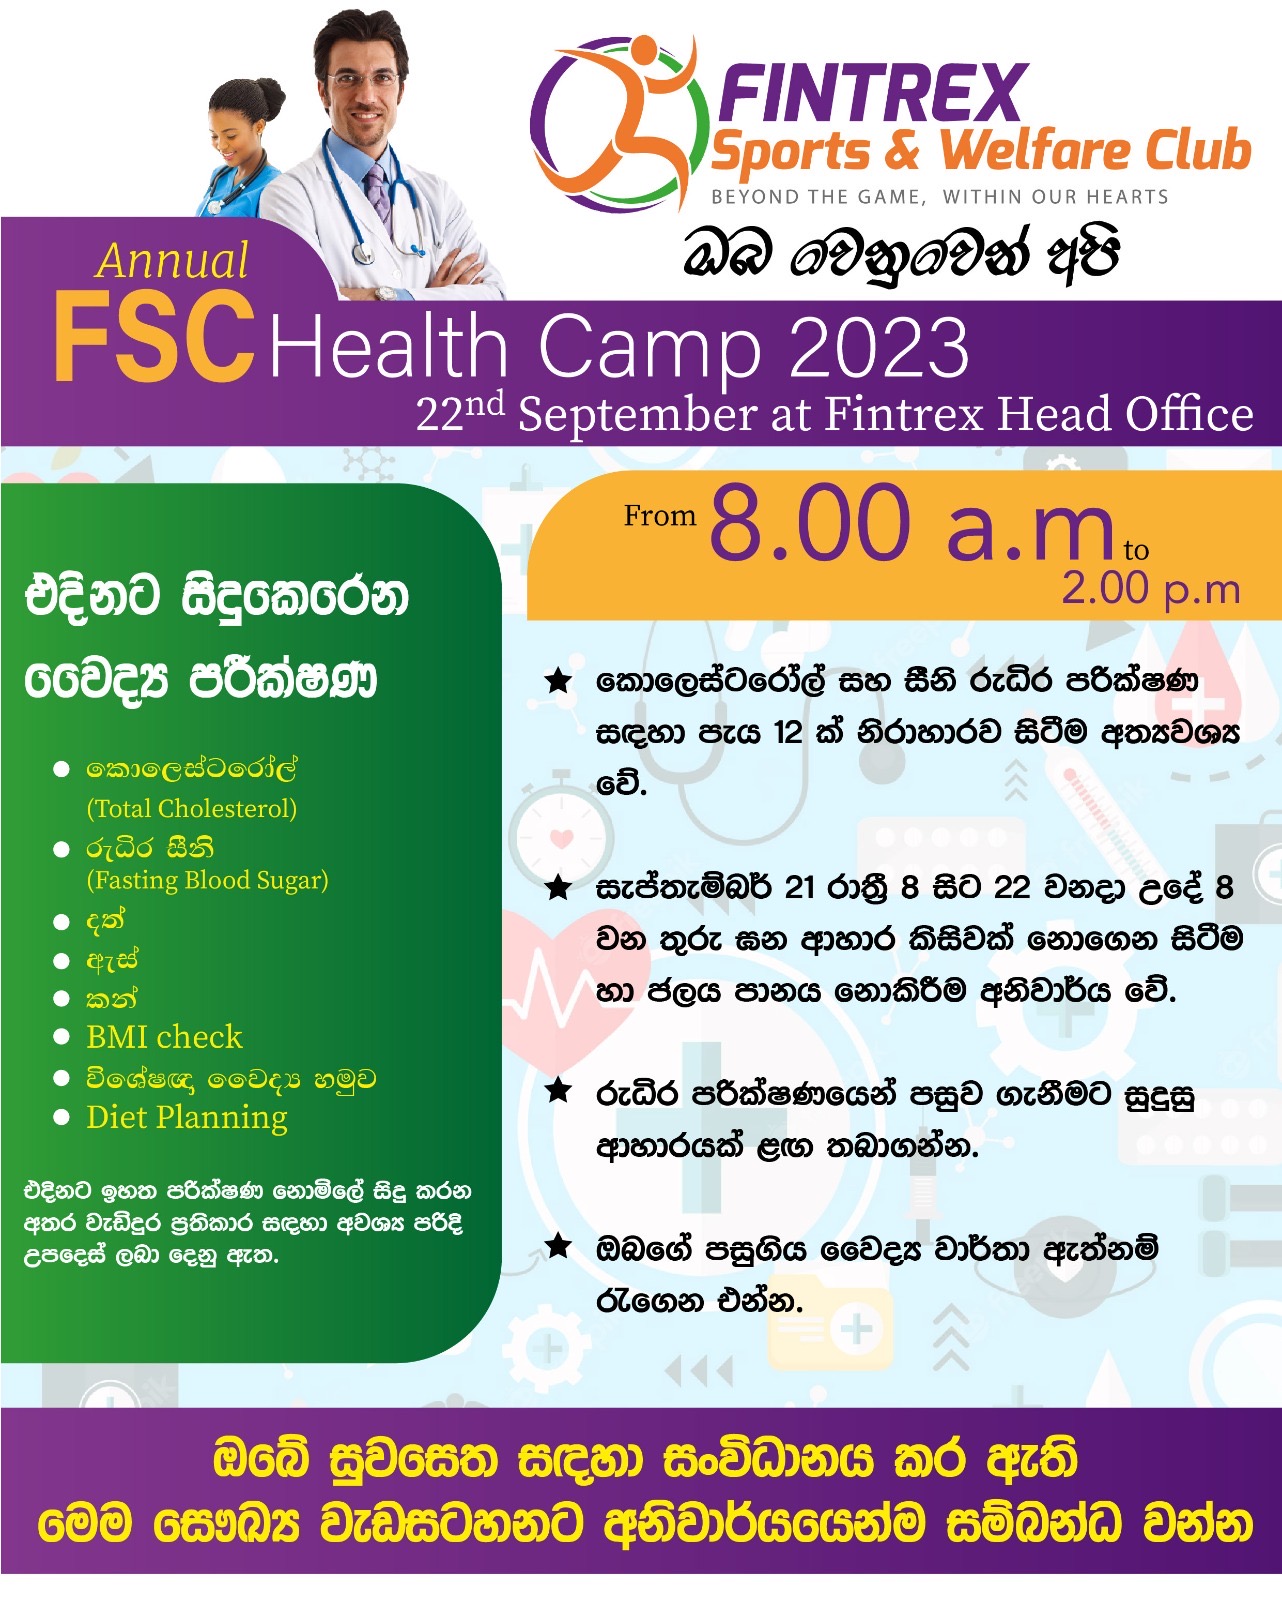 FINTREX
Sports & Welfare Club
BEYOND THE GAME, WITHIN OUR HEARTS
ඔබ වෙනුවෙන් අපි
Annual
FSC Health Camp 2023
22nd September at Fintrex Head Office
From 8.00 a.m to
2.00 p.m
එදිනට සිදුකෙරෙන
වෛද්‍ය පරීක්ෂණ
කොලෙස්ටරෝල්
(Total Cholesterol)
රුධිර සීනි
(Fasting Blood Sugar)
දත්
ඇස්
කන්
BMI check
විශේෂඥ වෛද්‍ය හමුව
Diet Planning
එදිනට ඉහත පරීක්ෂණ නොමිලේ සිදු කරන
අතර වැඩිදුර ප්‍රතිකාර සඳහා අවශ්‍ය පරිදි
උපදෙස් ලබා දෙනු ඇත.
★ කොලෙස්ටරෝල් සහ සීනි රුධිර පරික්ෂණ
සඳහා පැය 12 ක් නිරාහාරව සිටීම අත්‍යවශ්‍ය
වේ.
★ සැප්තැම්බර් 21 රාත්‍රී 8 සිට 22 වනදා උදේ 8
වන තුරු ඝන ආහාර කිසිවක් නොගෙන සිටීම
හා ජලය පානය නොකිරීම අනිවාර්ය වේ.
★ රුධිර පරික්ෂණයෙන් පසුව ගැනීමට සුදුසු
ආහාරයක් ළඟ තබාගන්න.
★ ඔබගේ පසුගිය වෛද්‍ය වාර්තා ඇත්නම්
රැගෙන එන්න.
ඔබේ සුවසෙත සඳහා සංවිධානය කර ඇති
මෙම සෞඛ්‍ය වැඩසටහනට අනිවාර්යයෙන්ම සම්බන්ධ වන්න